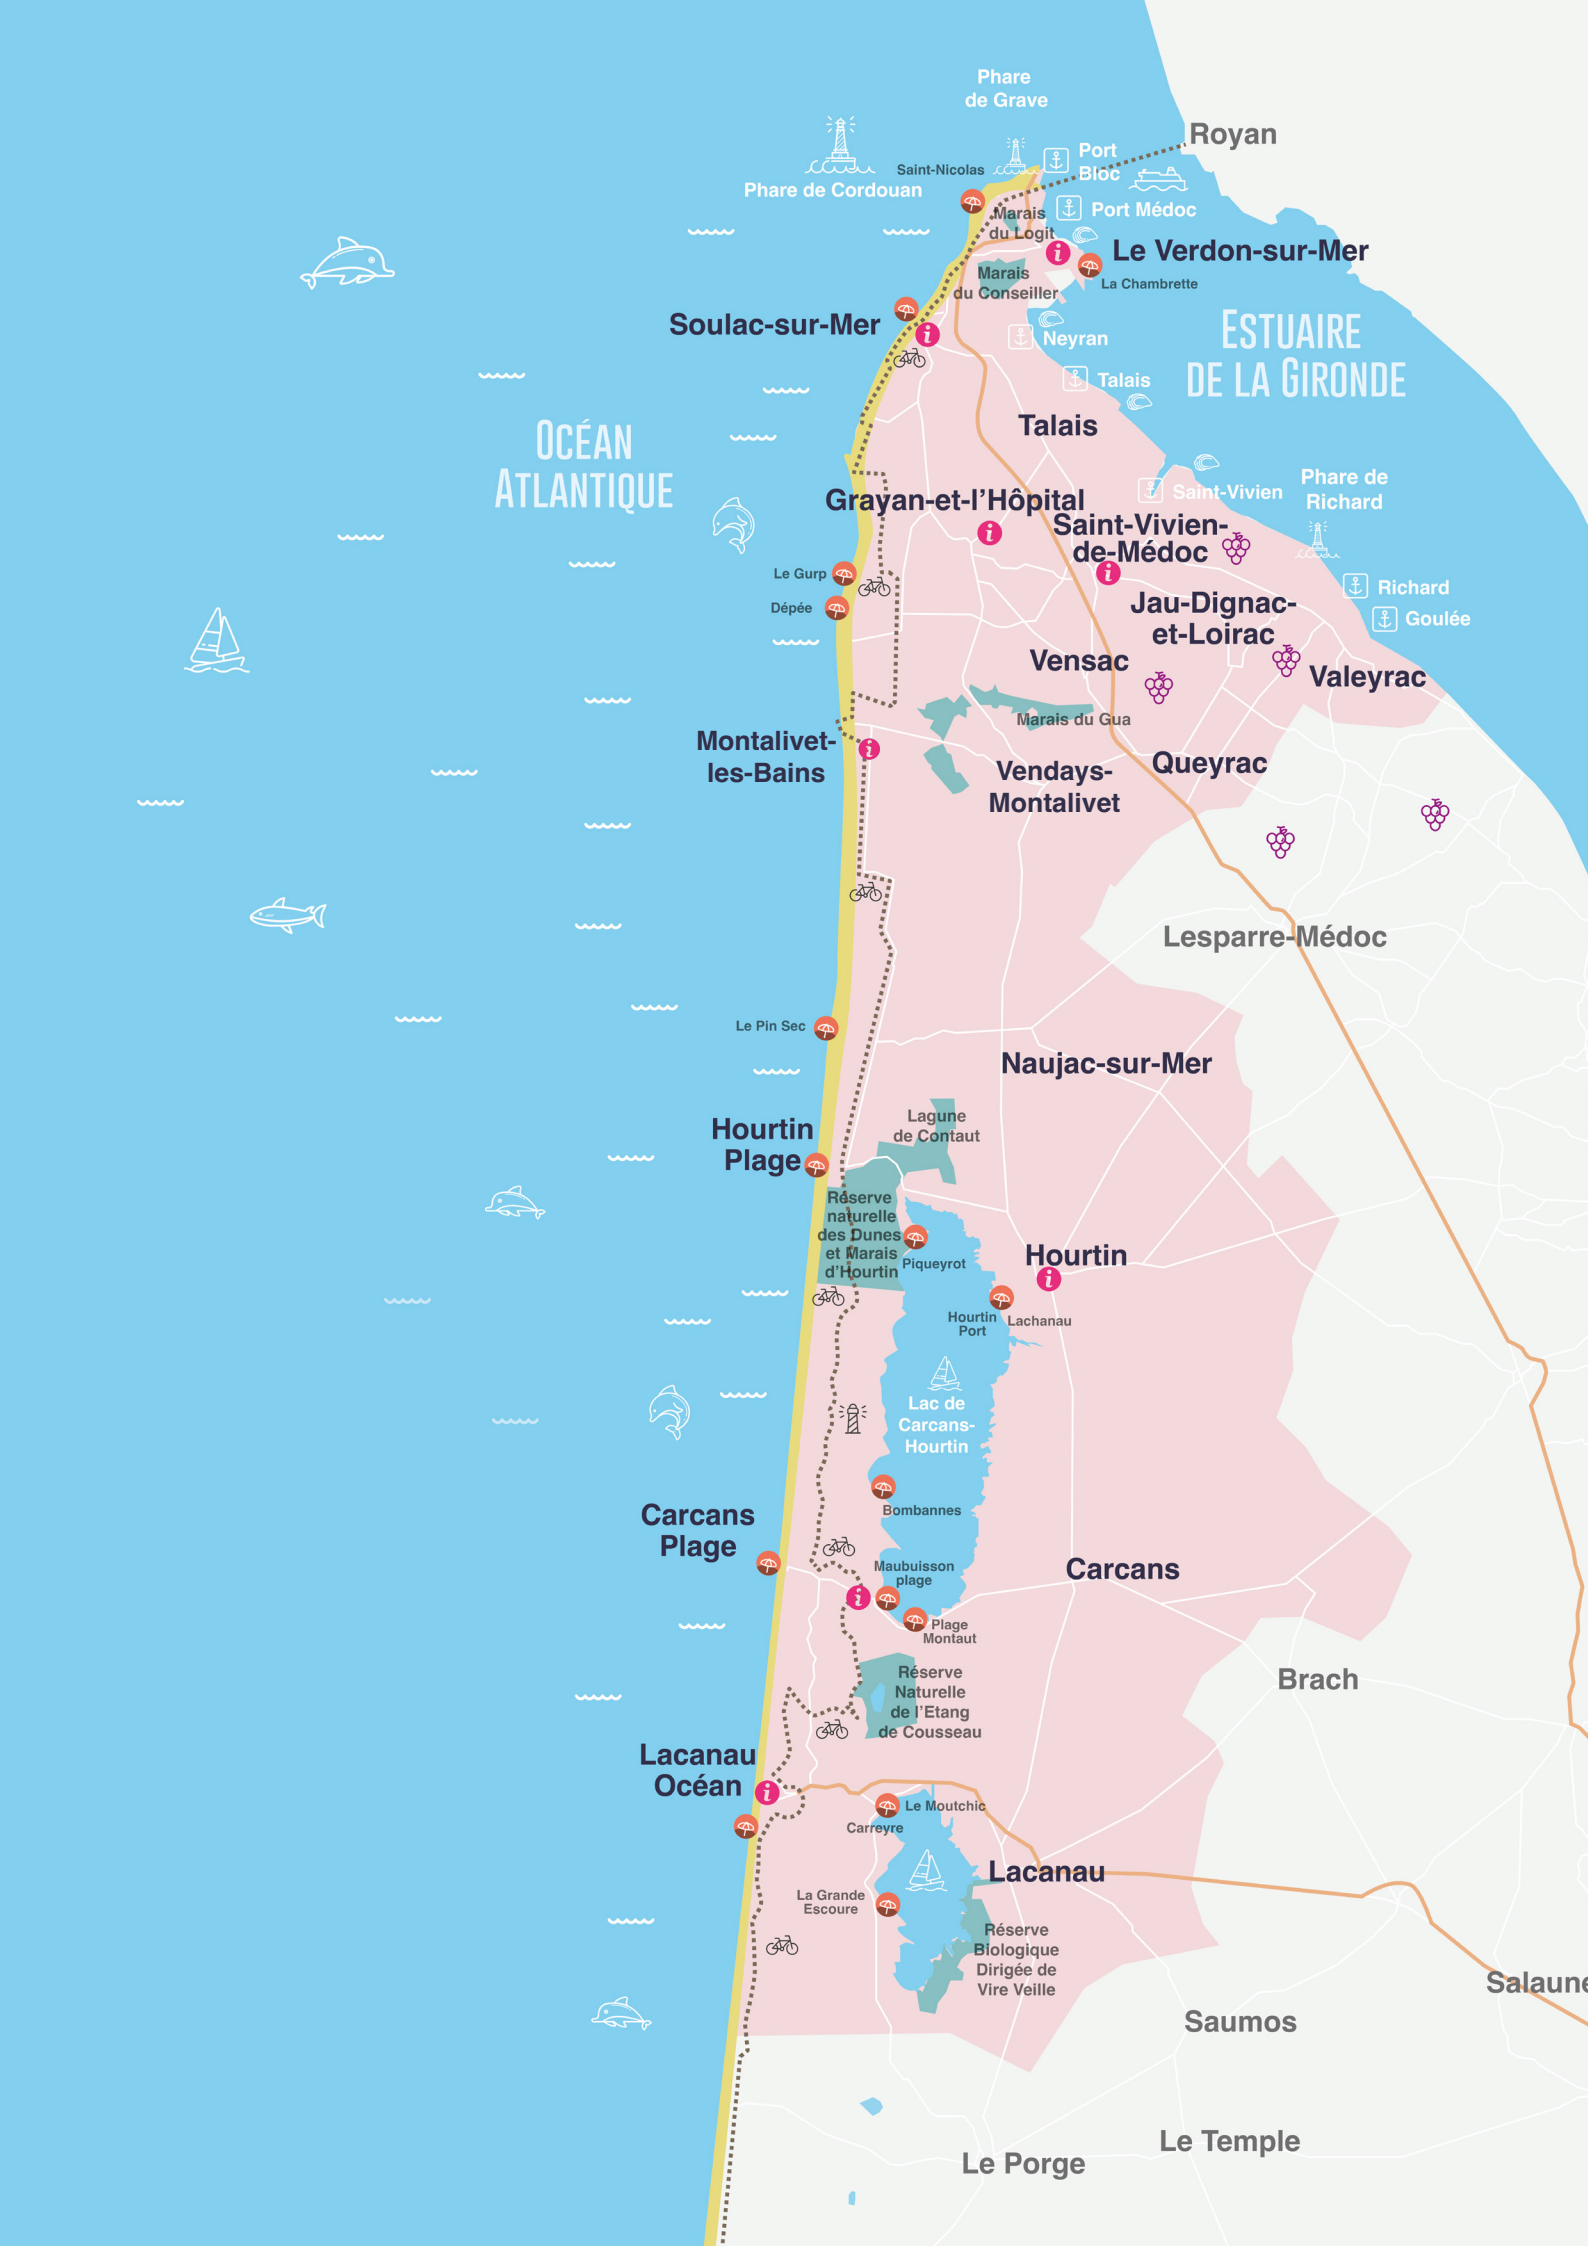 Phare
de Grave
Royan
Port
Bloc
Saint-Nicolas
Phare de Cordouan
Port Médoc
Marais
du Logit
Le Verdon-sur-Mer
La Chambrette
Marais
du Conseiller
Soulac-sur-Mer
Neyran
ESTUAIRE
DE LA GIRONDE
Talais
Talais
OCÉAN
ATLANTIQUE
Phare de
Richard
Saint-Vivien
Grayan-et-l'Hôpital
Saint-Vivien-
de-Médoc
Le Gurp
Richard
Dépée
Jau-Dignac-
et-Loirac
Goulée
Vensac
Valeyrac
Marais du Gua
Montalivet-
les-Bains
Queyrac
Vendays-
Montalivet
Lesparre-Médoc
Le Pin Sec
Naujac-sur-Mer
Lagune
de Contaut
Hourtin
Plage
Réserve
naturelle
des Dunes
et Marais
d'Hourtin
Piqueyrot
Hourtin
Hourtin
Port
Lachanau
Lac de
Carcans-
Hourtin
Bombannes
Carcans
Plage
Maubuisson
plage
Carcans
Plage
Montaut
Réserve
Naturelle
de l'Etang
de Cousseau
Brach
Lacanau
Océan
Le Moutchic
Carreyre
Lacanau
La Grande
Escoure
Réserve
Biologique
Dirigée de
Vire Veille
Salaune
Saumos
Le Temple
Le Porge